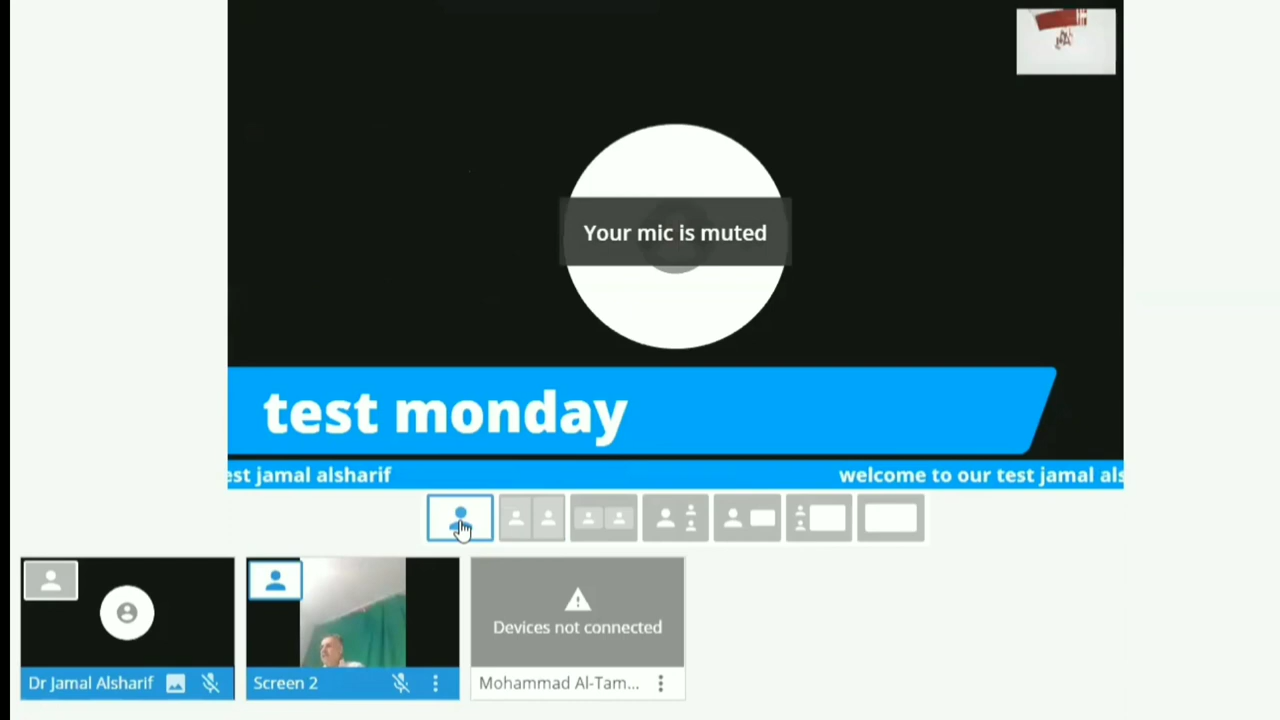 Your mic is muted
test monday
est jamal alsharif
welcome to our test jamal als
Devices not connected
Dr Jamal Alsharif
Screen 2
Mohammad Al-Tam...